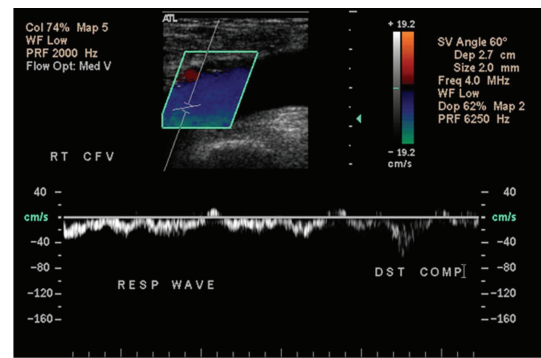 ATL
Col 74% Map 5
WF Low
PRF 2000 Hz
Flow Opt: Med V
+ 19.2
- 19.2
cm/s
SV Angle 60°
Dep 2.7 cm
Size 2.0 mm
Freq 4.0 MHz
WF Low
Dop 62% Map 2
PRF 6250 Hz
RT CFV
40
cm/s
-40
-80
-120
-160
RESP WAVE
DST COMP
40
cm/s
-40
-80
-120
-160